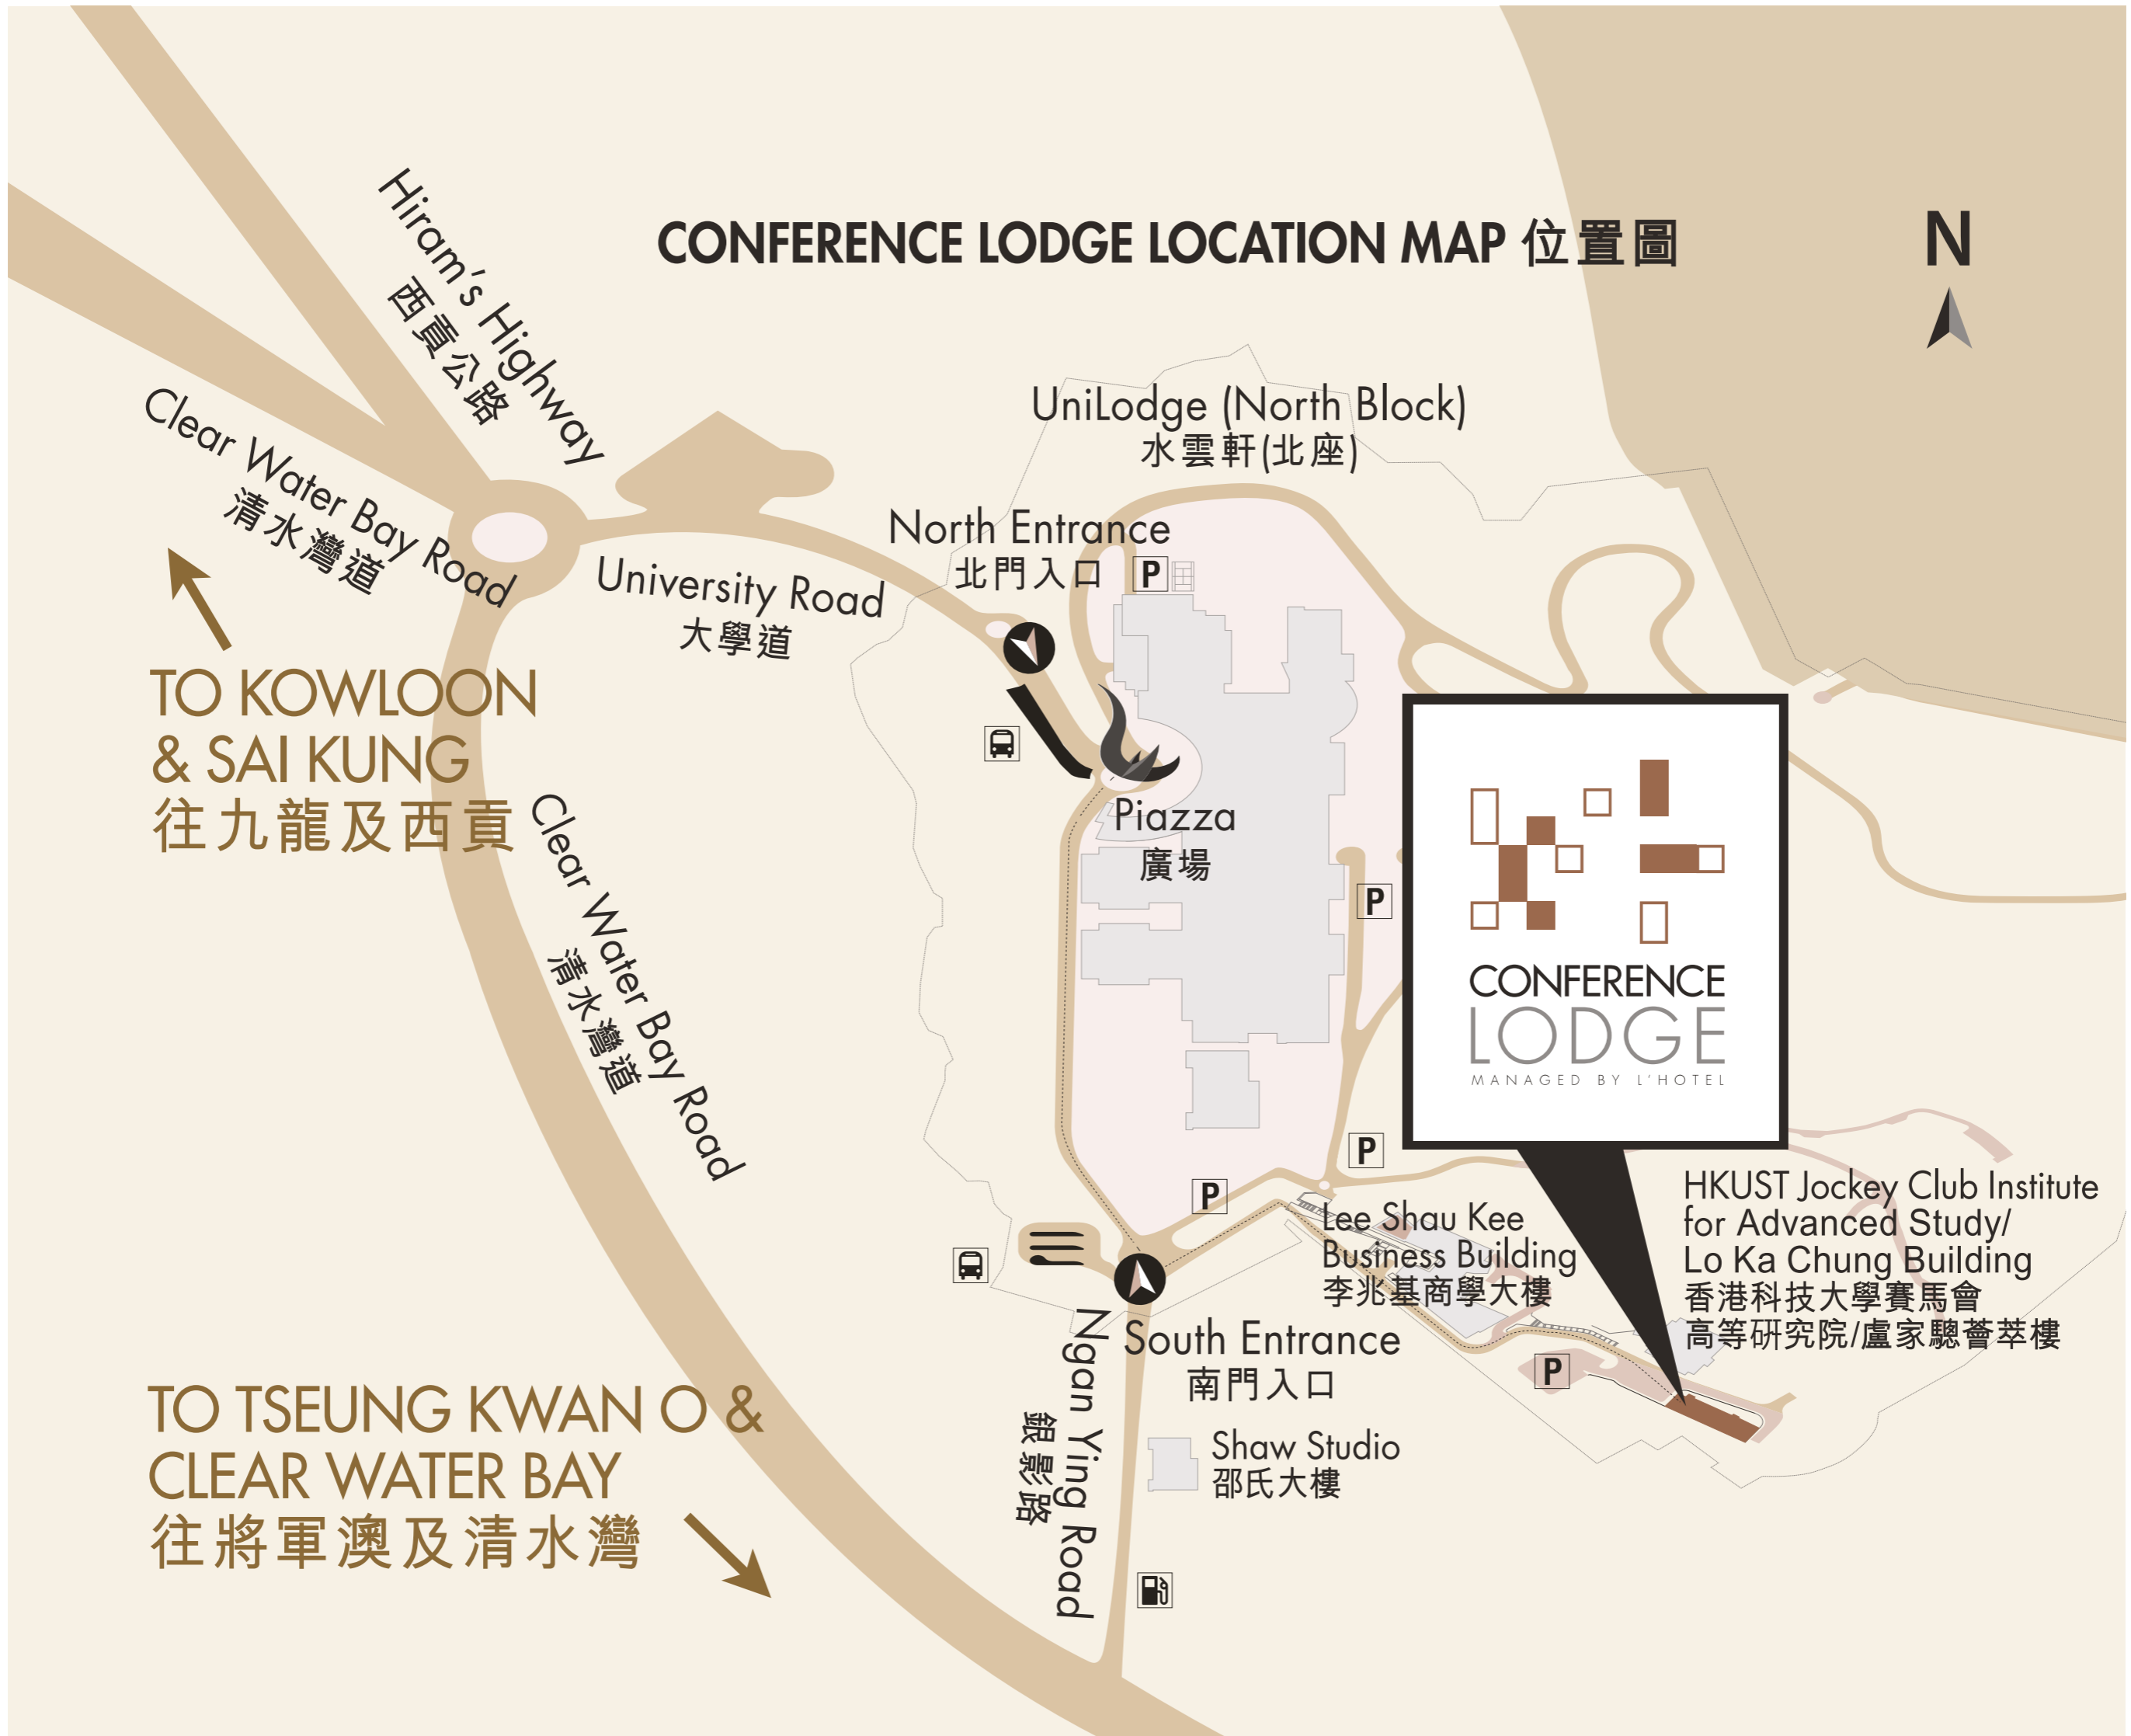 CONFERENCE LODGE LOCATION MAP 位置圖
N
Hiram's Highway
西貢公路
Clear Water Bay Road
清水灣道
UniLodge (North Block)
水雲軒(北座)
North Entrance
北門入口
P
University Road
大學道
TO KOWLOON
& SAI KUNG
往九龍及西貢
Clear Water Bay Road
清水灣道
Piazza
廣場
P
CONFERENCE
LODGE
MANAGED BY L'HOTEL
P
P
Lee Shau Kee
Business Building
李兆基商學大樓
HKUST Jockey Club Institute
for Advanced Study/
Lo Ka Chung Building
香港科技大學賽馬會
高等研究院/盧家驄薈萃樓
P
South Entrance
南門入口
Ngan Ying Road
銀影路
Shaw Studio
邵氏大樓
TO TSEUNG KWAN O &
CLEAR WATER BAY
往將軍澳及清水灣